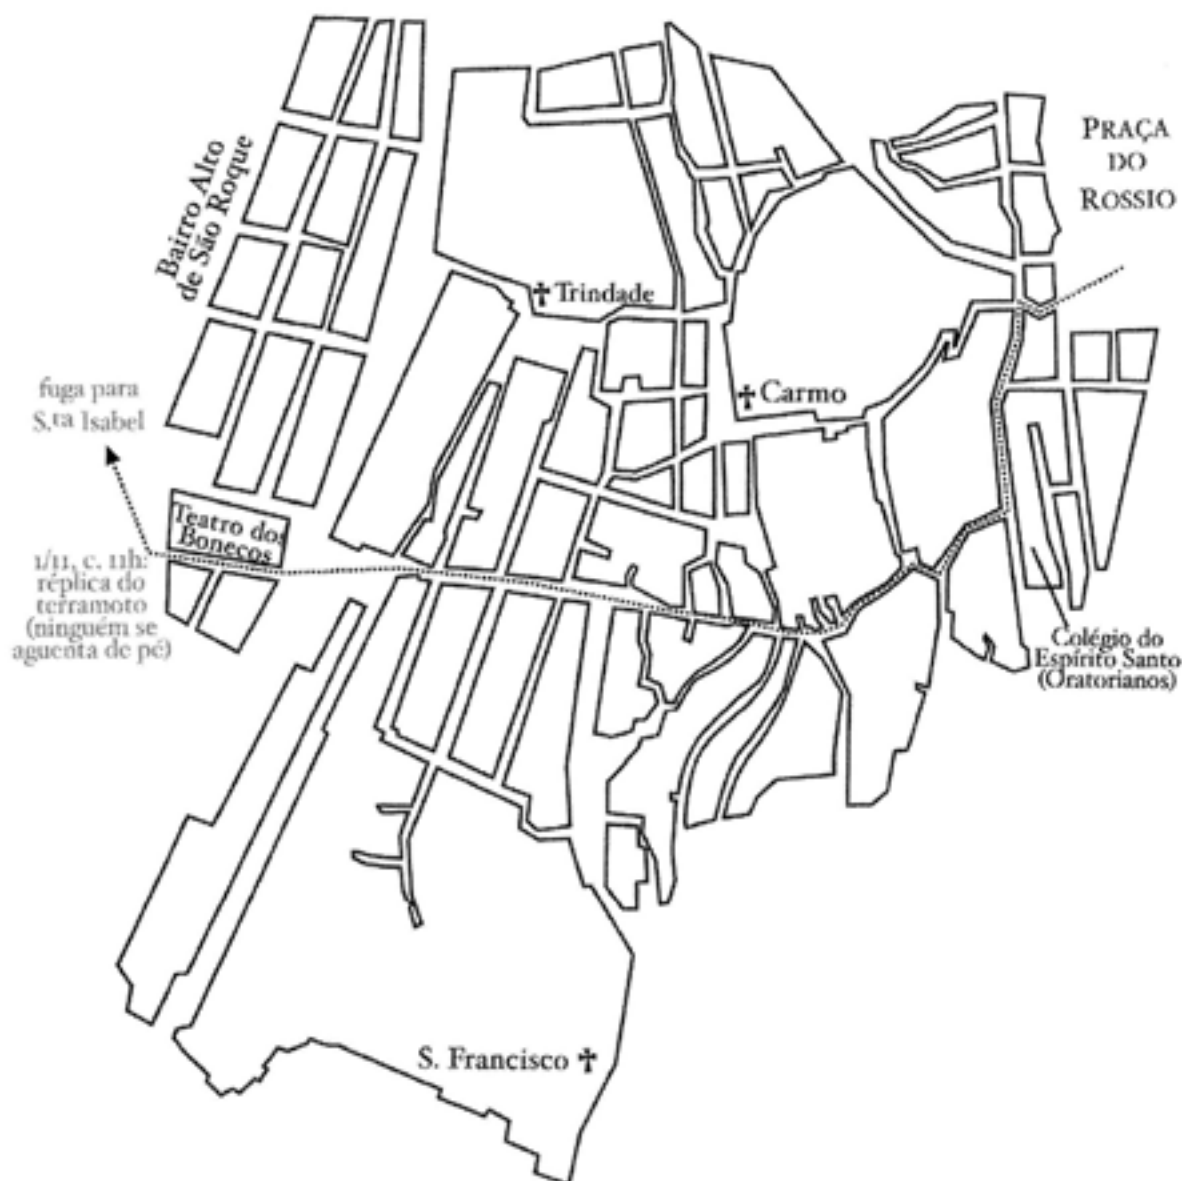 PRAÇA
DO
ROSSIO
Bairro Alto
de São Roque
Trindade
fuga para
S.ta Isabel
Carmo
Teatro dos
Bonecos
1/11, c. 11h:
réplica do
terramoto
(ninguém se
aguenta de pé)
Colégio do
Espírito Santo
(Oratorianos)
S. Francisco